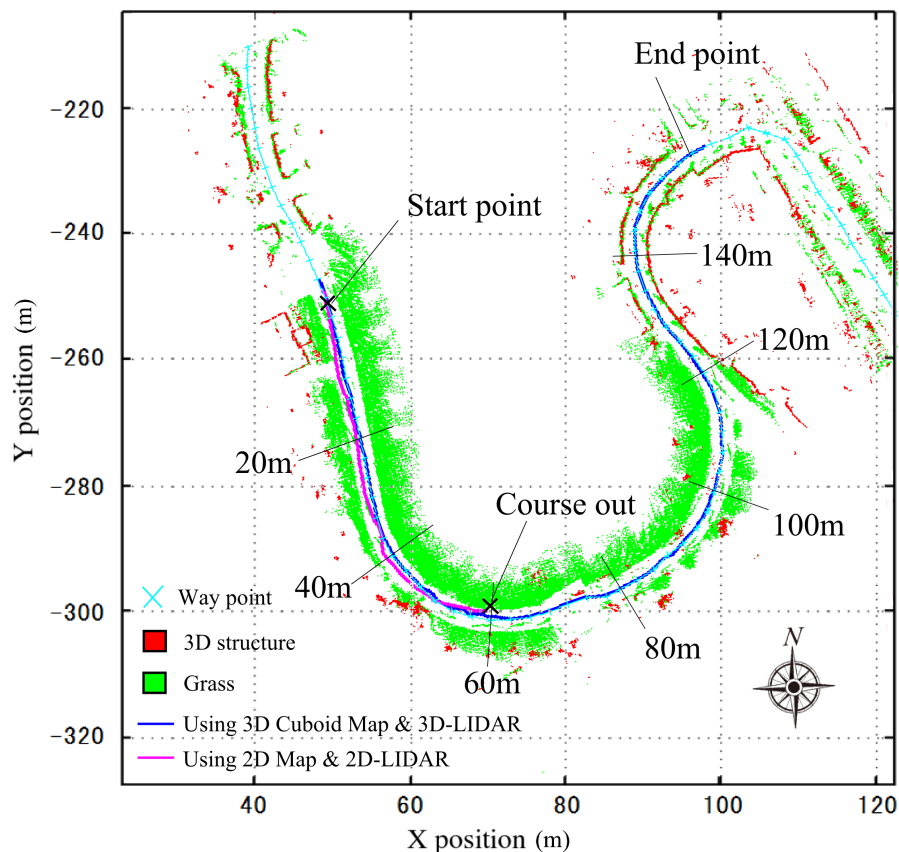 End point
-220
Start point
-240
140m
120m
-260
Y position (m)
20m
-280
Course out
100m
40m
Way point
-300
80m
N
3D structure
60m
Grass
Using 3D Cuboid Map & 3D-LIDAR
-320
Using 2D Map & 2D-LIDAR
40 60 80 100 122
X position (m)